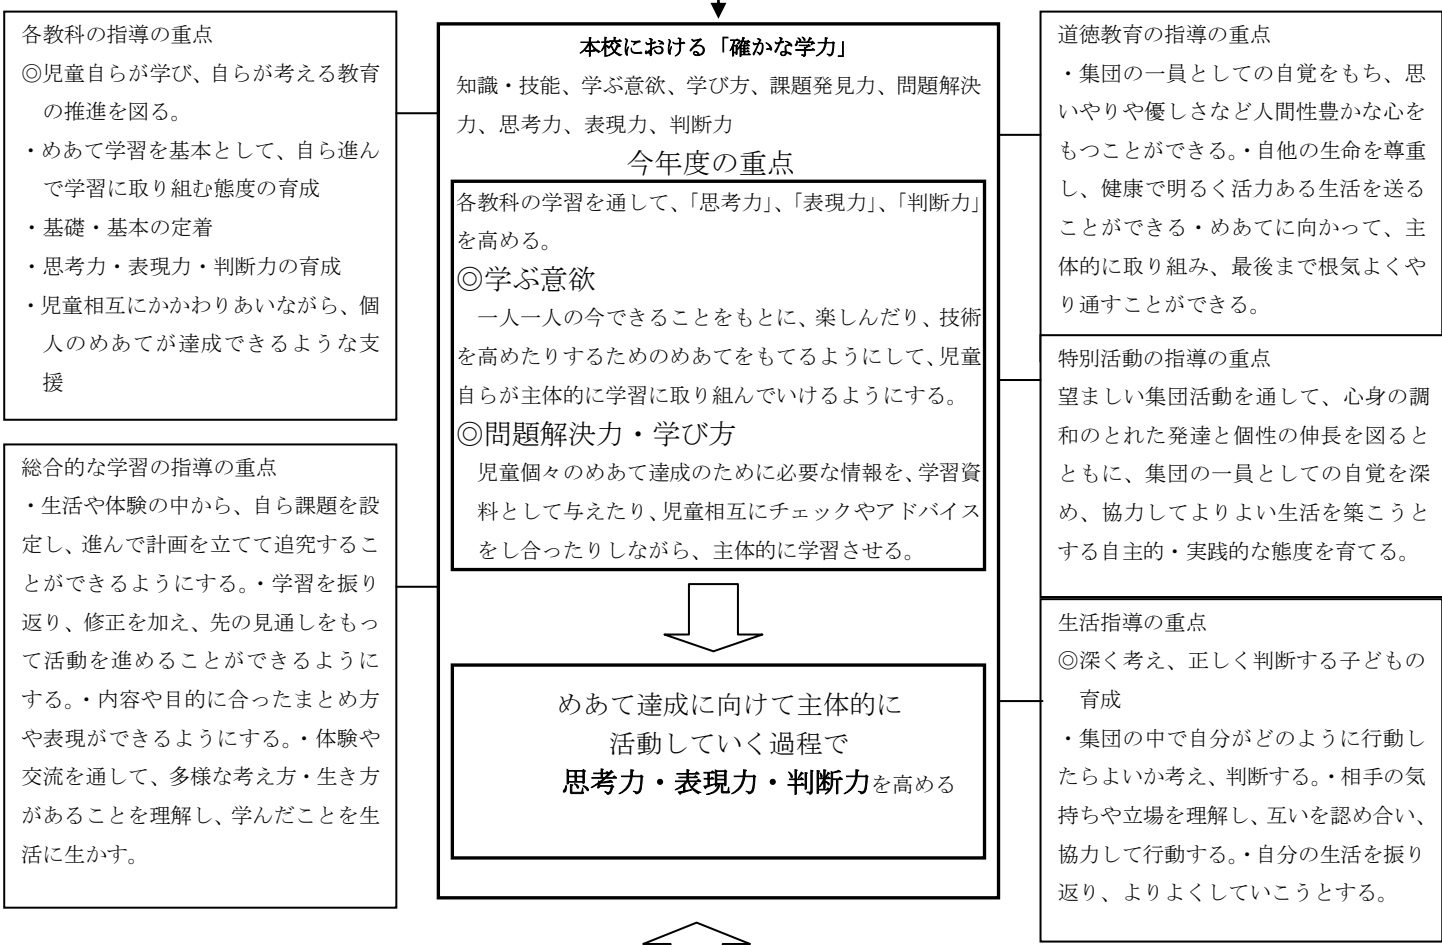 各教科の指導の重点
◎児童自らが学び、自らが考える教育
の推進を図る。
・めあて学習を基本として、自ら進ん
で学習に取り組む態度の育成
・基礎・基本の定着
・思考力・表現力・判断力の育成
・児童相互にかかわりあいながら、個
人のめあてが達成できるような支
援
総合的な学習の指導の重点
・生活や体験の中から、自ら課題を設
定し、進んで計画を立てて追究するこ
とができるようにする。・学習を振り
返り、修正を加え、先の見通しをもっ
て活動を進めることができるように
する。・内容や目的に合ったまとめ方
や表現ができるようにする。・体験や
交流を通して、多様な考え方・生き方
があることを理解し、学んだことを生
活に生かす。
本校における「確かな学力」
知識・技能、学ぶ意欲、学び方、課題発見力、問題解決
力、思考力、表現力、判断力
今年度の重点
各教科の学習を通して、「思考力」、「表現力」、「判断力」
を高める。
◎学ぶ意欲
一人一人の今できることをもとに、楽しんだり、技術
を高めたりするためのめあてをもてるようにして、児童
自らが主体的に学習に取り組んでいけるようにする。
◎問題解決力・学び方
児童個々のめあて達成のために必要な情報を、学習資
料として与えたり、児童相互にチェックやアドバイス
をし合ったりしながら、主体的に学習させる。
めあて達成に向けて主体的に
活動していく過程で
思考力・表現力・判断力を高める
道徳教育の指導の重点
・集団の一員としての自覚をもち、思
いやりや優しさなど人間性豊かな心を
もつことができる。・自他の生命を尊重
し、健康で明るく活力ある生活を送る
ことができる・めあてに向かって、主
体的に取り組み、最後まで根気よくや
り通すことができる。
特別活動の指導の重点
望ましい集団活動を通して、心身の調
和のとれた発達と個性の伸長を図ると
ともに、集団の一員としての自覚を深
め、協力してよりよい生活を築こうと
する自主的・実践的な態度を育てる。
生活指導の重点
◎深く考え、正しく判断する子どもの
育成
・集団の中で自分がどのように行動し
たらよいか考え、判断する。・相手の気
持ちや立場を理解し、互いを認め合い、
協力して行動する。・自分の生活を振り
返り、よりよくしていこうとする。